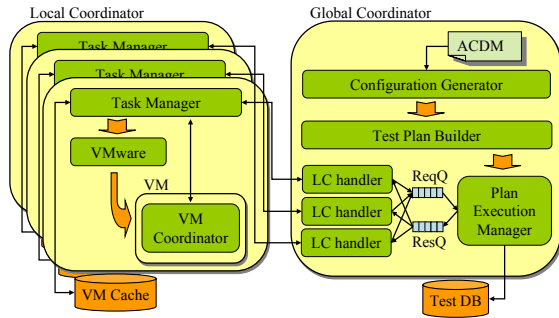 Local Coordinator
Task Manager
Task Manager
Task Manager
VMware
VM
VM
Coordinator
VM Cache
Global Coordinator
ACDM
Configuration Generator
Test Plan Builder
LC handler
LC handler
LC handler
ReqQ
ResQ
Plan
Execution
Manager
Test DB